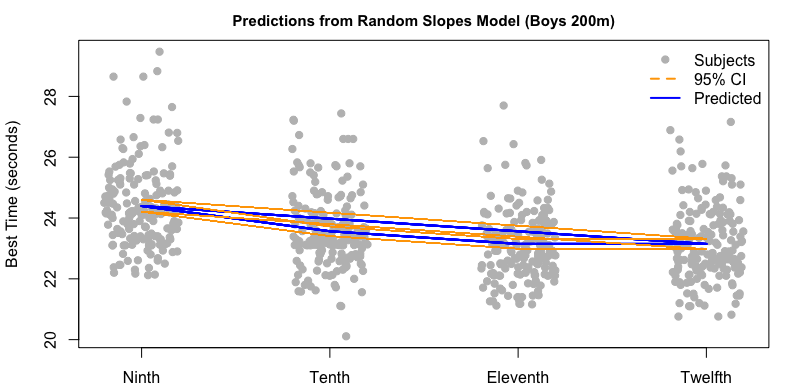 Predictions from Random Slopes Model (Boys 200m)
Subjects
95% CI
Predicted
Best Time (seconds)
28
26
24
22
20
Ninth
Tenth
Eleventh
Twelfth